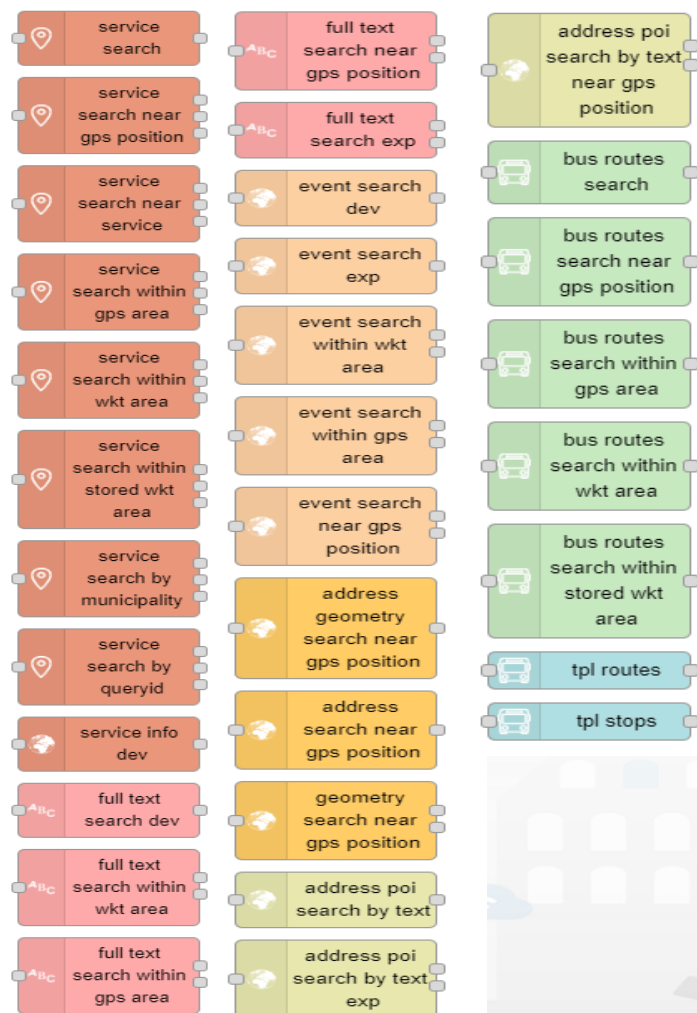 service
search
service
search near
gps position
service
search near
service
service
search within
gps area
service
search within
wkt area
service
search within
stored wkt
area
service
search by
municipality
service
search by
queryid
service info
dev
ABC
full text
search dev
ABC
full text
search within
wkt area
ABC
full text
search within
gps area
ABC
full text
search near
gps position
ABC
full text
search exp
event search
dev
event search
exp
event search
within wkt
area
event search
within gps
area
event search
near gps
position
address
geometry
search near
gps position
address
search near
gps position
geometry
search near
gps position
address poi
search by text
address poi
search by text
exp
address poi
search by text
near gps
position
bus routes
search
bus routes
search near
gps position
bus routes
search within
gps area
bus routes
search within
wkt area
bus routes
search within
stored wkt
area
tpl routes
tpl stops